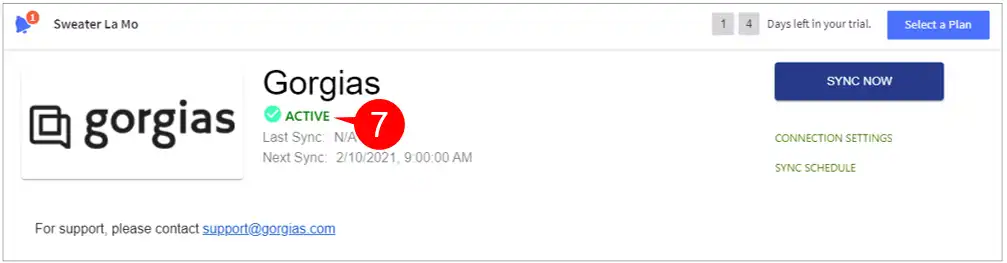 1
Sweater La Mo
1 4 Days left in your trial.
Select a Plan
gorgias
Gorgias
ACTIVE
7
Last Sync: N/A
Next Sync: 2/10/2021, 9:00:00 AM
SYNC NOW
CONNECTION SETTINGS
SYNC SCHEDULE
For support, please contact support@gorgias.com